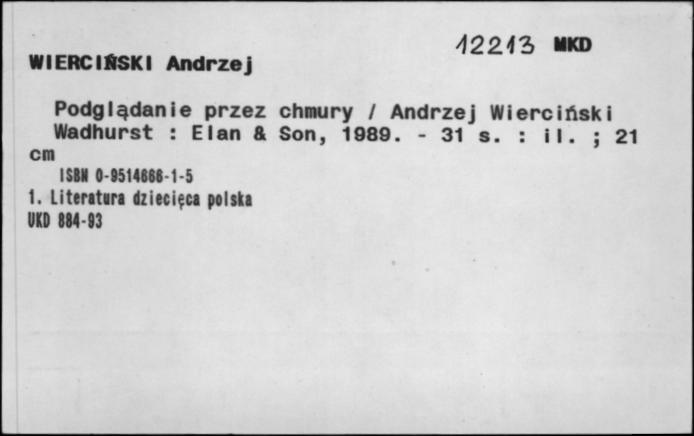 12213 MKD
WIERCIŃSKI Andrzej
Podglądanie przez chmury / Andrzej Wierciński
Wadhurst : Elan & Son, 1989. - 31 s. : il. ; 21
cm
ISBN 0-9514666-1-5
1. Literatura dziecięca polska
UKD 884-93